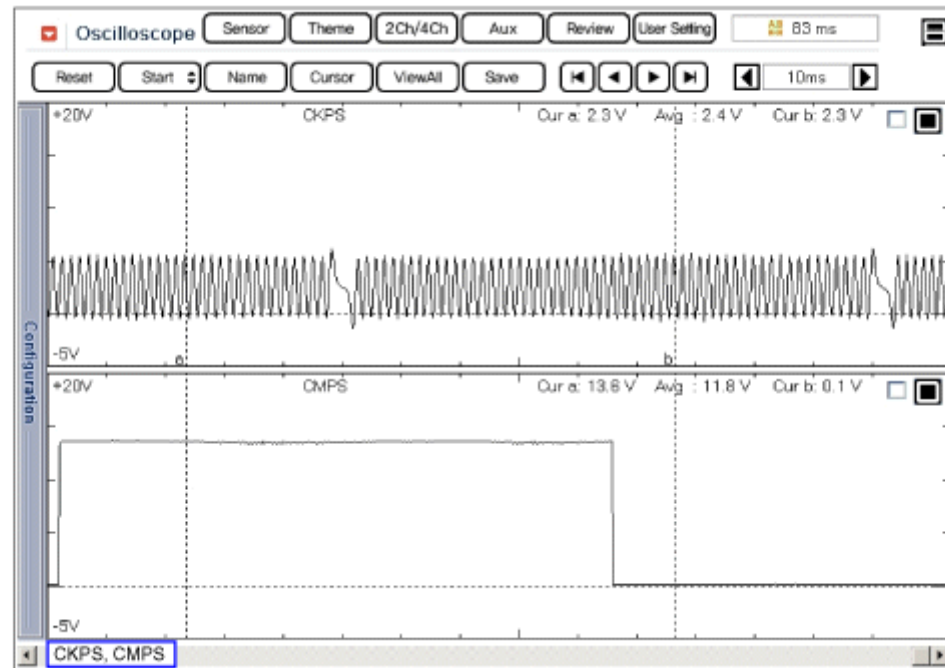 Oscilloscope Sensor Theme 2Ch/4Ch Aux Review User Setting AB 83 ms
Reset Start Name Cursor ViewAll Save 10ms
+20V CKPS Cur a: 2.3 V Avg : 2.4 V Cur b: 2.3 V
-5V a b
+20V CMPS Cur a: 13.6 V Avg : 11.8 V Cur b: 0.1 V
-5V
Configuration
CKPS, CMPS